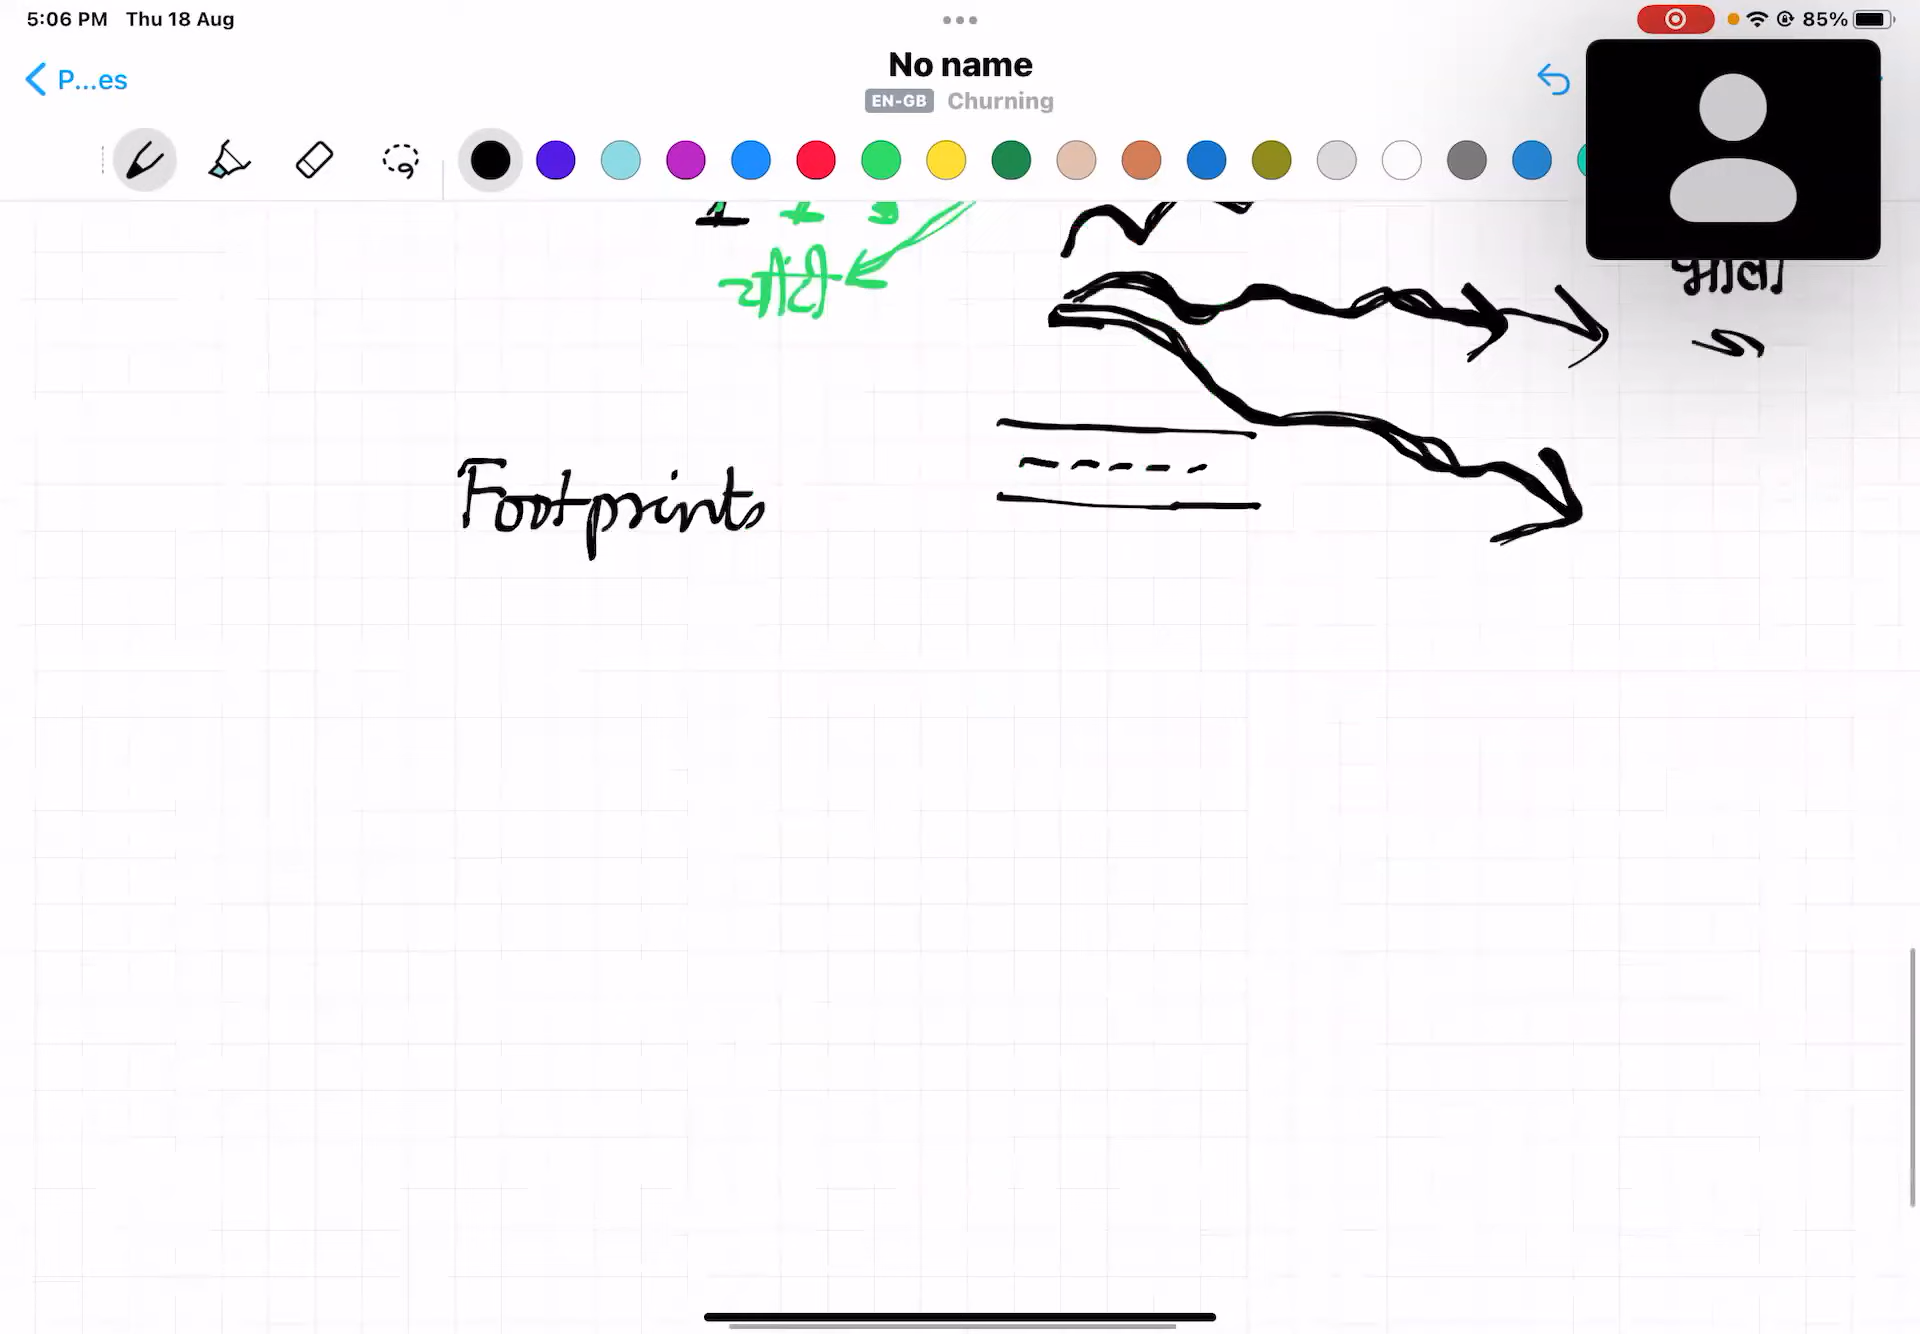 5:06 PM Thu 18 Aug
85%
P...es
No name
EN-GB Churning
चींटी
Footprints